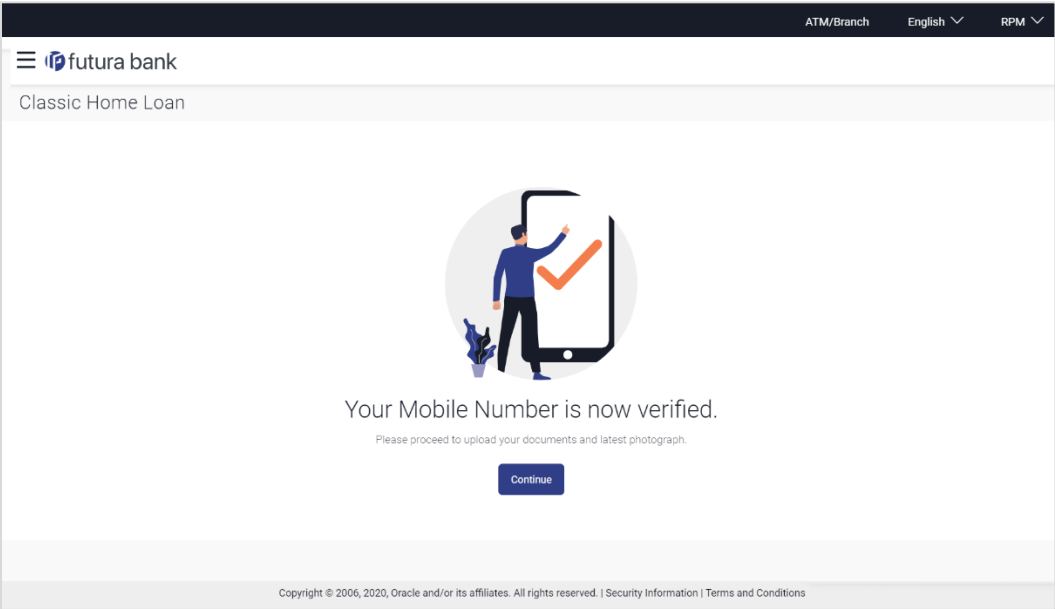 ATM/Branch English RPM
futura bank
Classic Home Loan
Your Mobile Number is now verified.
Please proceed to upload your documents and latest photograph.
Continue
Copyright © 2006, 2020, Oracle and/or its affiliates. All rights reserved. | Security Information | Terms and Conditions